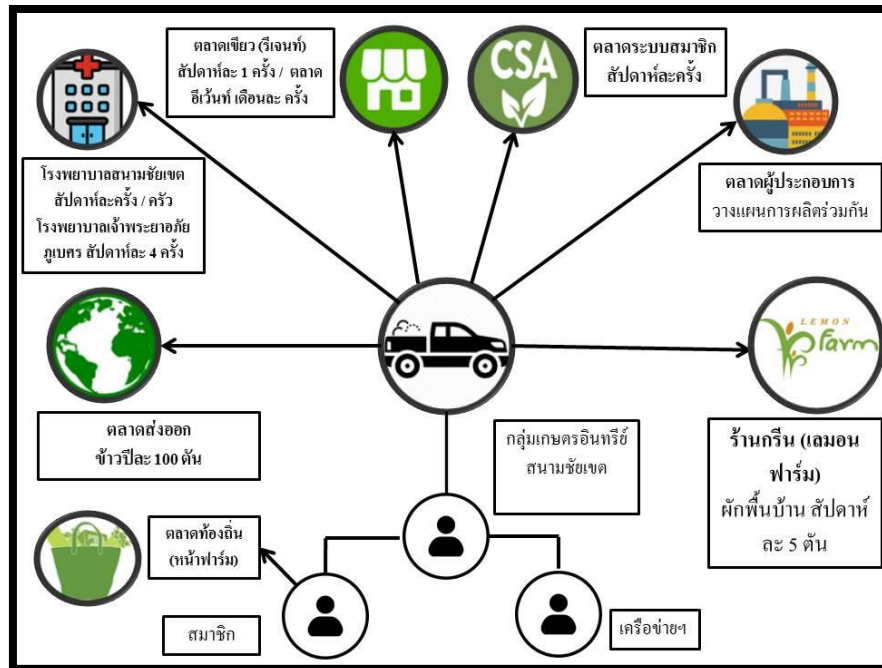 ตลาดเขียว (รีเจนท์)
สัปดาห์ละ 1 ครั้ง / ตลาด
อีเว้นท์ เดือนละ ครั้ง
CSA
ตลาดระบบสมาชิก
สัปดาห์ละครั้ง
โรงพยาบาลสนามชัยเขต
สัปดาห์ละครั้ง / ครัว
โรงพยาบาลเจ้าพระยาอภัย
ภูเบศร สัปดาห์ละ 4 ครั้ง
ตลาดผู้ประกอบการ
วางแผนการผลิตร่วมกัน
LEMON
Farm
ตลาดส่งออก
ข้าวปีละ 100 ตัน
กลุ่มเกษตรอินทรีย์
สนามชัยเขต
ร้านกรีน (เลมอน
ฟาร์ม)
ผักพื้นบ้าน สัปดาห์
ละ 5 ตัน
ตลาดท้องถิ่น
(หน้าฟาร์ม)
สมาชิก
เครือข่ายฯ